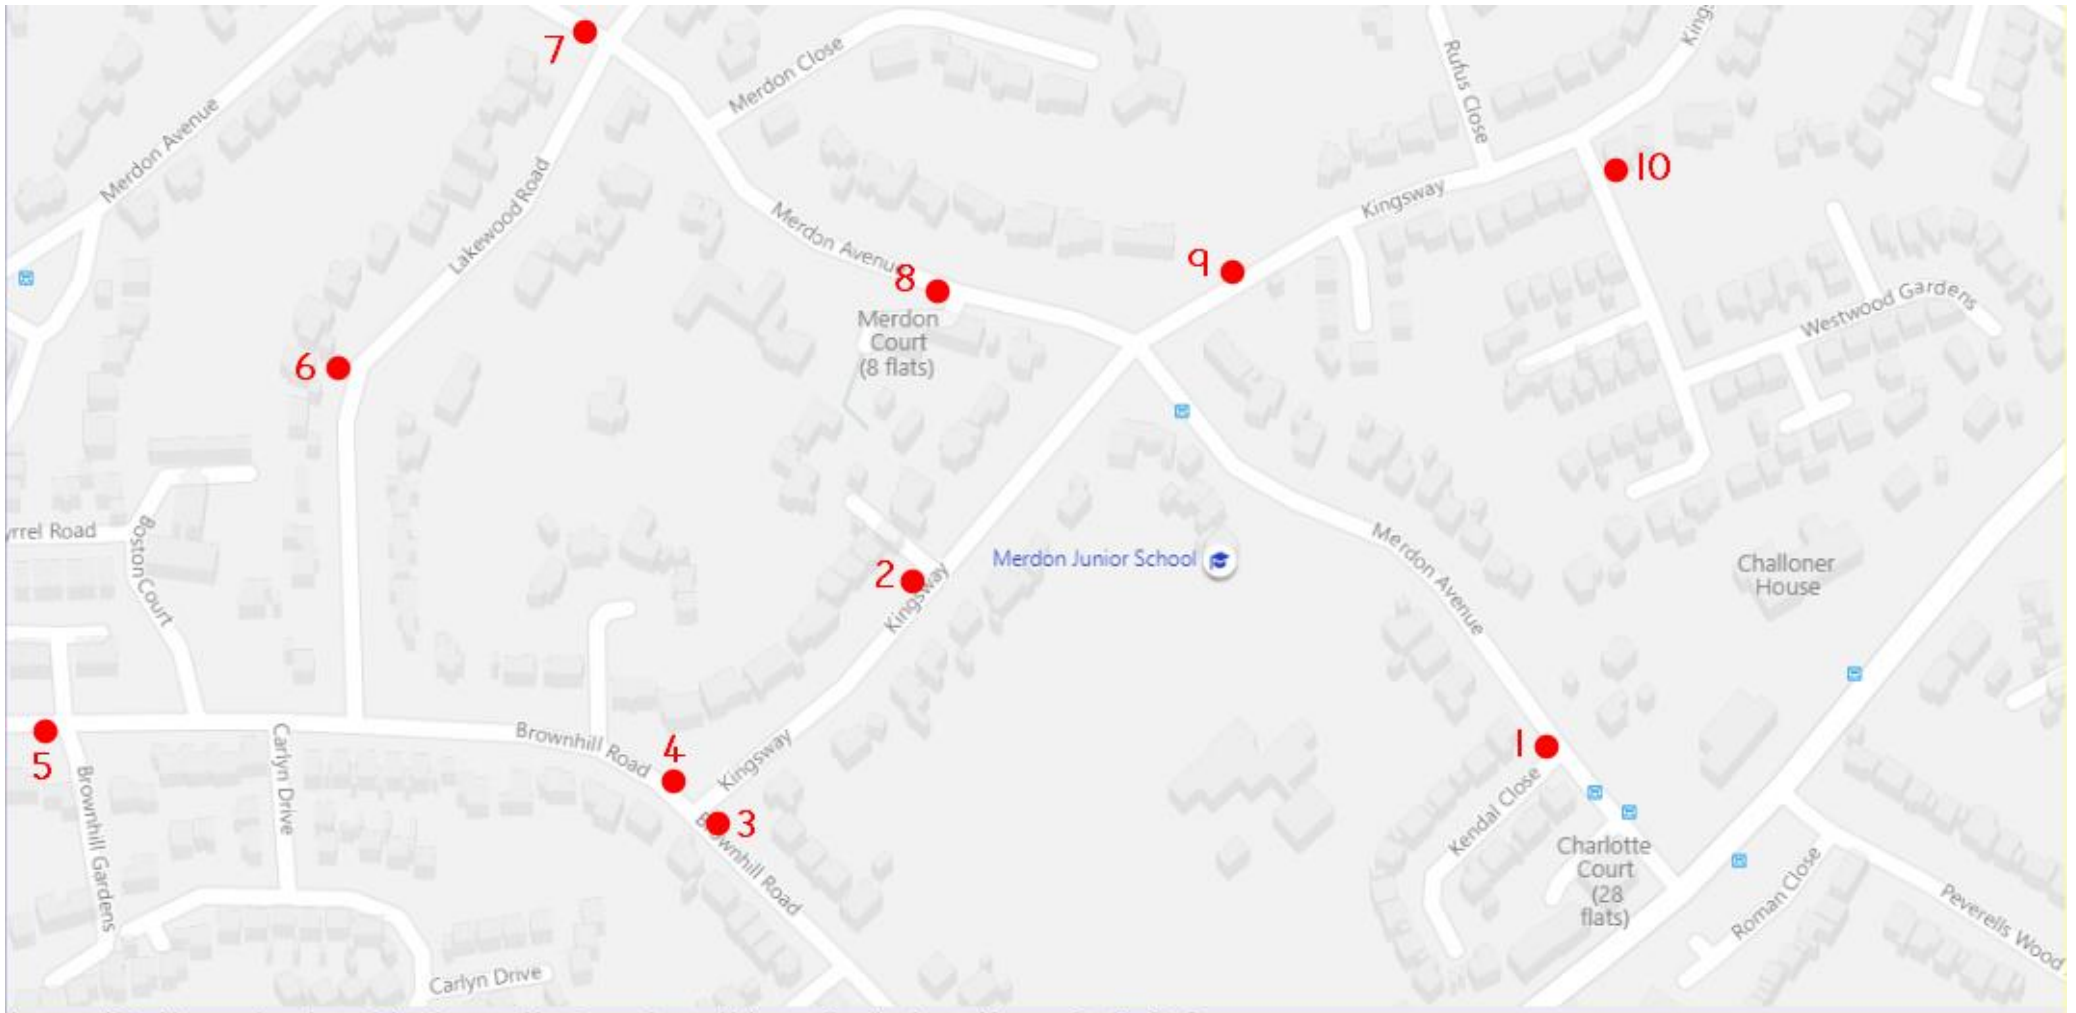 7
Merdon Close
Rufus Close
Kings
Merdon Avenue
10
Lakewood Road
Kingsway
Merdon Avenue
9
8
Merdon
Court
(8 flats)
Westwood Gardens
6
yrrel Road
Boston Court
Merdon Junior School
Merdon Avenue
Challoner
House
2
Kingsway
5
Brownhill Road
4
Kingsway
1
Brownhill Gardens
Carlyn Drive
3
Brownhill Road
Kendal Close
Charlotte
Court
(28
flats)
Roman Close
Peverells Wood
Carlyn Drive